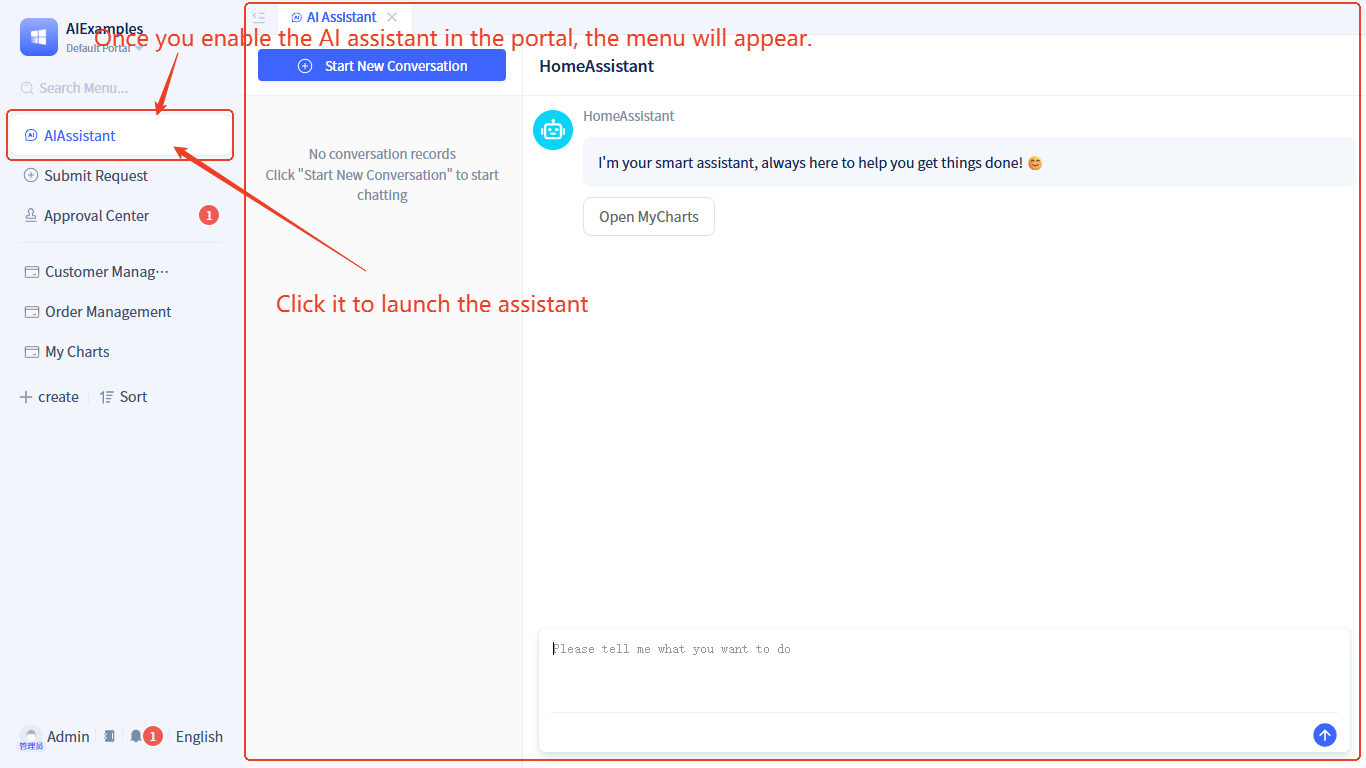 AIExamples
Default Portal
Search Menu...
AIAssistant
Submit Request
Approval Center
1
Customer Manag···
Order Management
My Charts
create
Sort
管理员
Admin
1
English
AI Assistant
Once you enable the AI assistant in the portal, the menu will appear.
Start New Conversation
No conversation records
Click "Start New Conversation" to start
chatting
Click it to launch the assistant
HomeAssistant
HomeAssistant
I'm your smart assistant, always here to help you get things done! 😊
Open MyCharts
Please tell me what you want to do